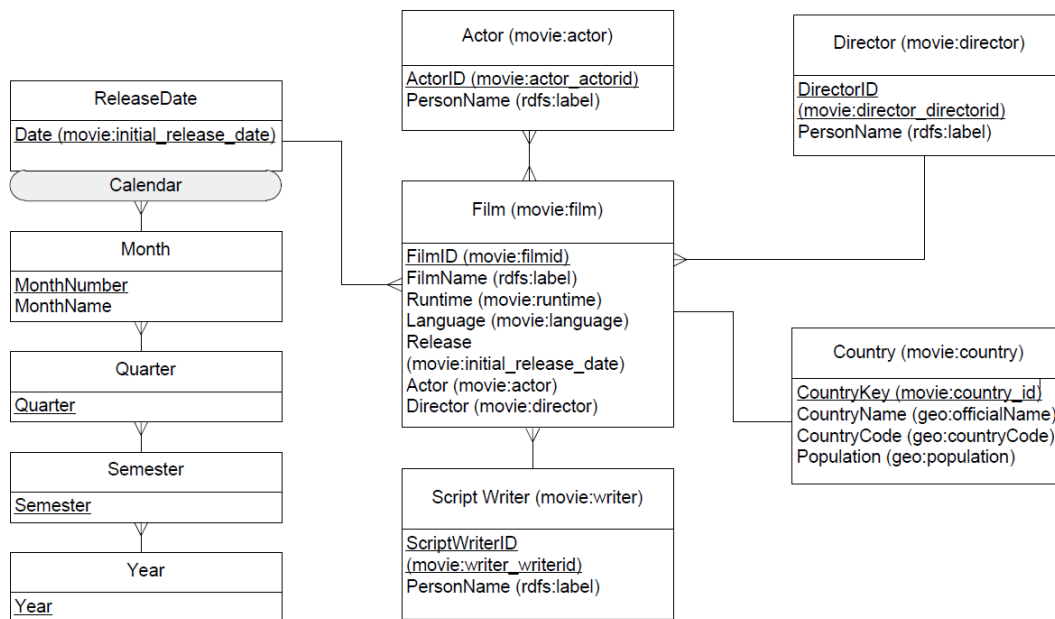 ReleaseDate
Date (movie:initial_release_date)
Calendar
Month
MonthNumber
MonthName
Quarter
Quarter
Semester
Semester
Year
Year
Actor (movie:actor)
ActorID (movie:actor_actorid)
PersonName (rdfs:label)
Film (movie:film)
FilmID (movie:filmid)
FilmName (rdfs:label)
Runtime (movie:runtime)
Language (movie:language)
Release
(movie:initial_release_date)
Actor (movie:actor)
Director (movie:director)
Script Writer (movie:writer)
ScriptWriterID
(movie:writer_writerid)
PersonName (rdfs:label)
Director (movie:director)
DirectorID
(movie:director_directorid)
PersonName (rdfs:label)
Country (movie:country)
CountryKey (movie:country_id)
CountryName (geo:officialName)
CountryCode (geo:countryCode)
Population (geo:population)